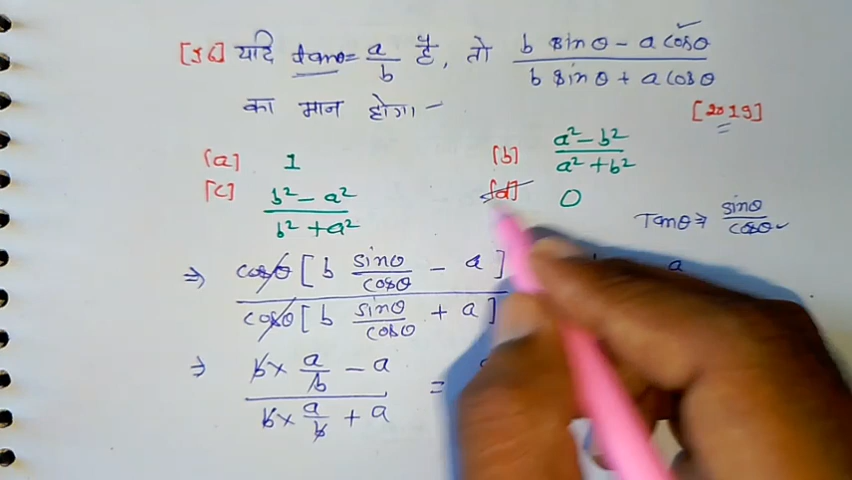 [36] यदि tanθ = a/b है, तो (b sinθ - a cosθ)/(b sinθ + a cosθ)
का मान होगा। -
[2019]
[a] 1 [b] (a² - b²)/(a² + b²)
[c] (b² - a²)/(b² + a²) [d] 0
Tanθ ⇒ sinθ/cosθ
⇒ cosθ[b sinθ/cosθ - a]/cosθ[b sinθ/cosθ + a] a
⇒ (b × a/b - a)/(b × a/b + a) =